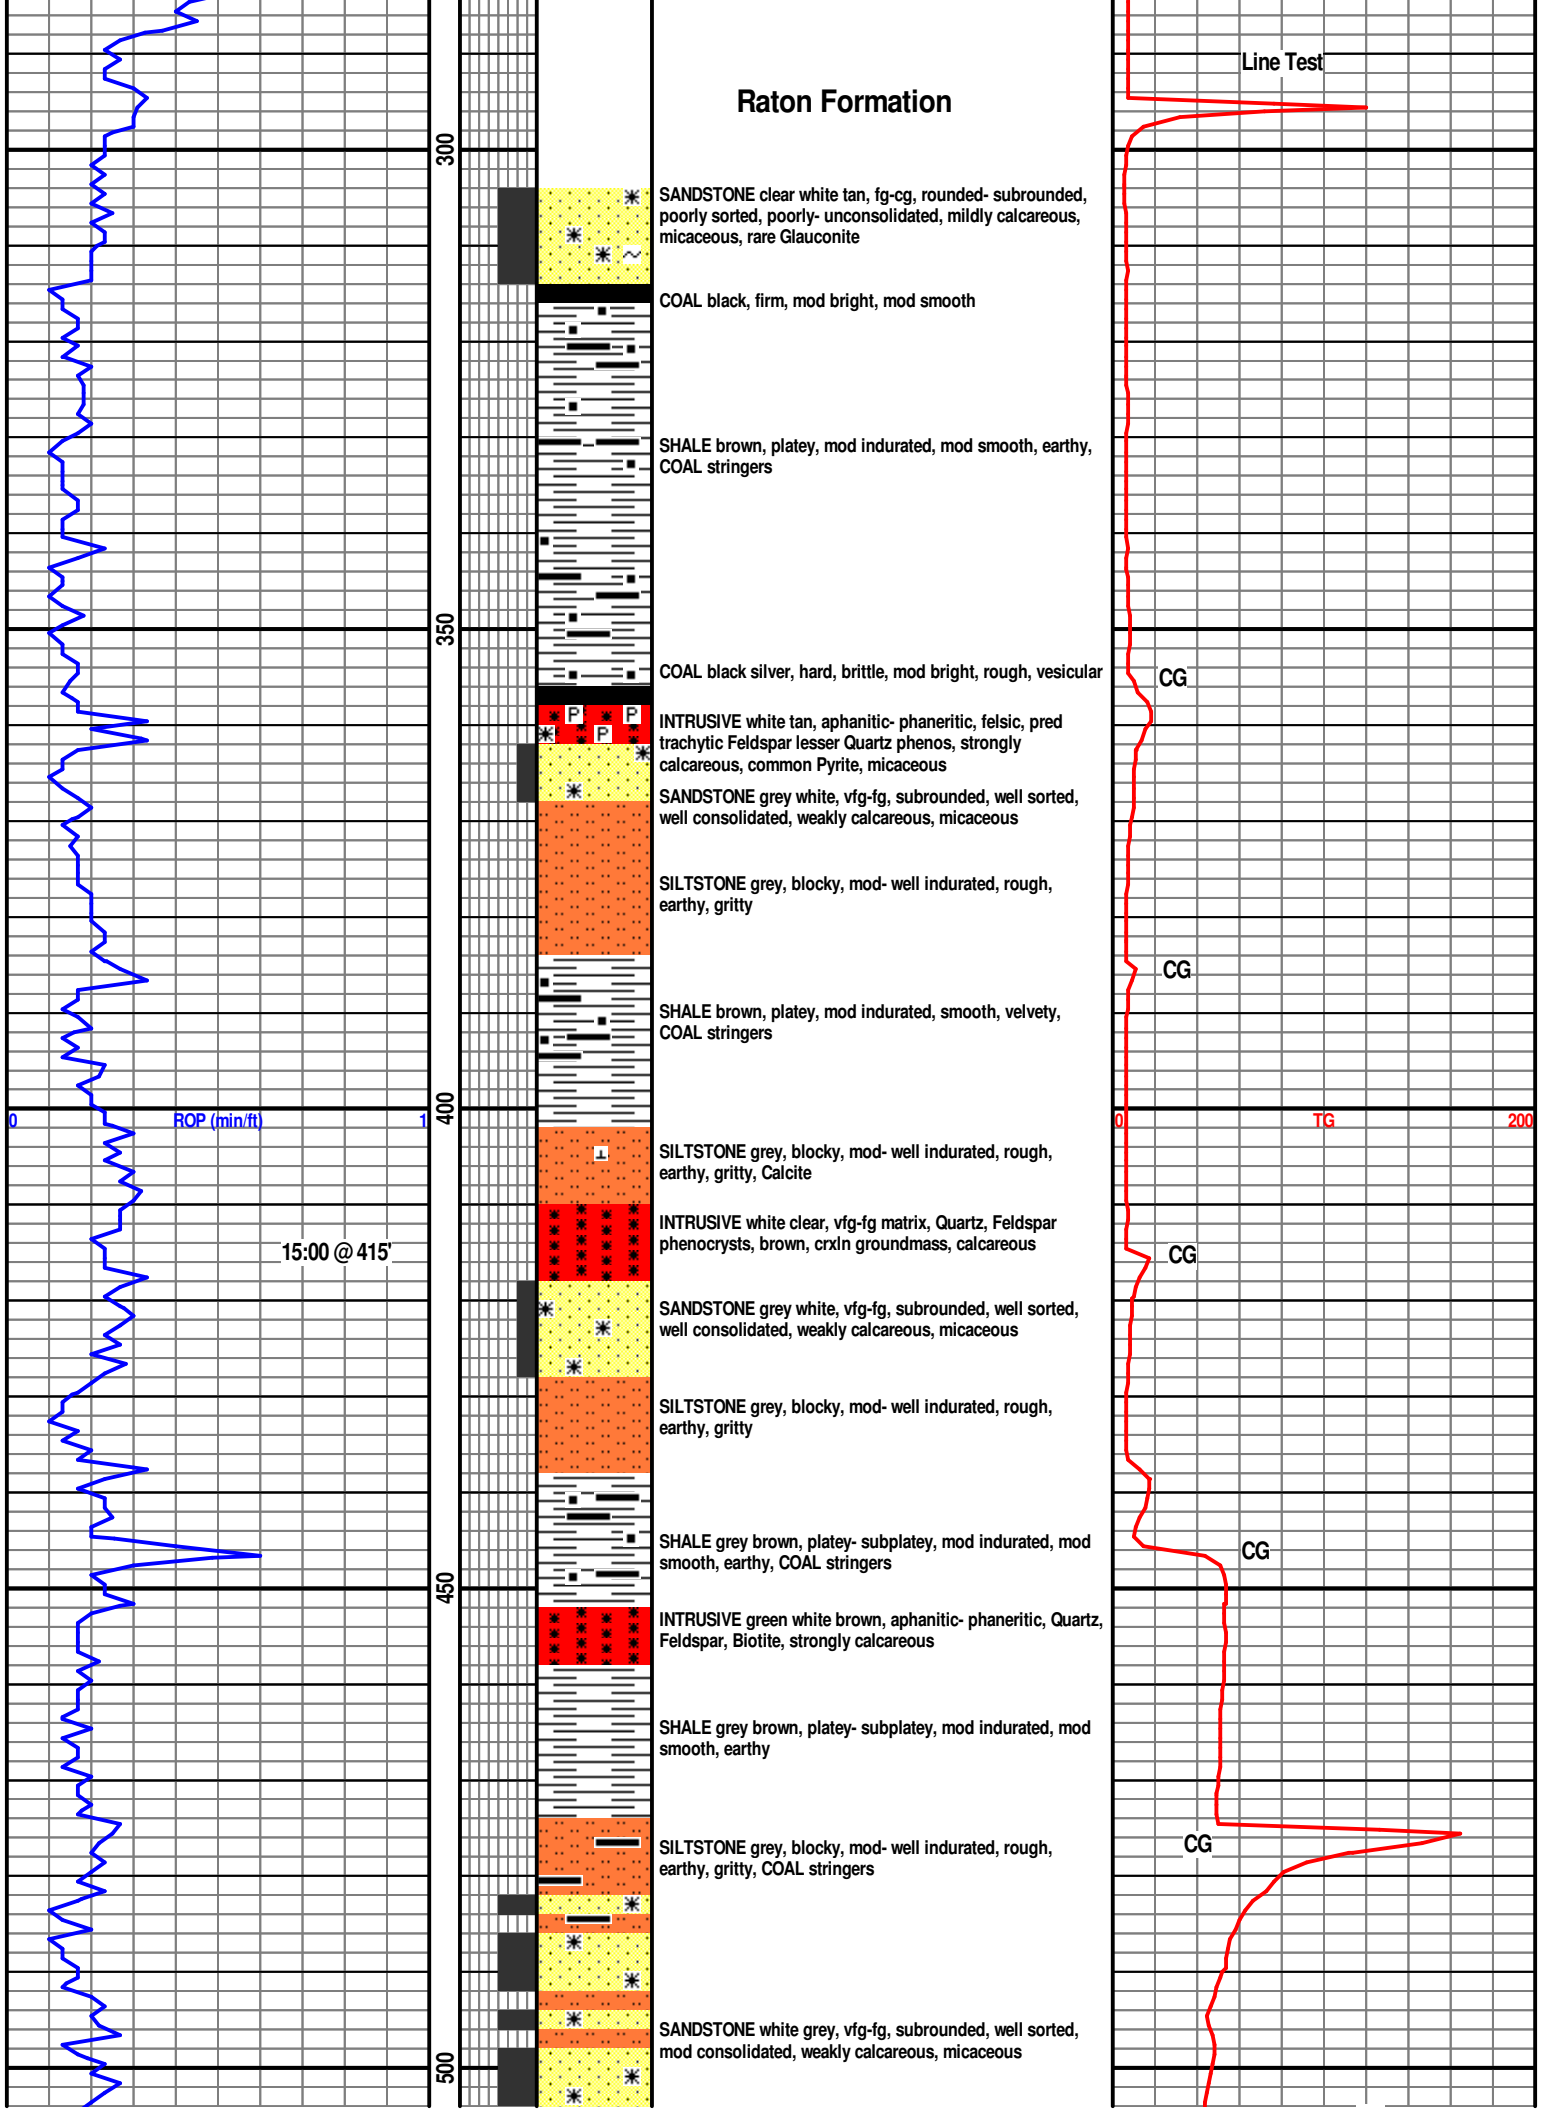 Line Test
Raton Formation
300
SANDSTONE clear white tan, fg-cg, rounded- subrounded,
poorly sorted, poorly- unconsolidated, mildly calcareous,
micaceous, rare Glauconite
COAL black, firm, mod bright, mod smooth
SHALE brown, platey, mod indurated, mod smooth, earthy,
COAL stringers
350
COAL black silver, hard, brittle, mod bright, rough, vesicular
CG
P P
P
INTRUSIVE white tan, aphanitic- phaneritic, felsic, pred
trachytic Feldspar lesser Quartz phenos, strongly
calcareous, common Pyrite, micaceous
SANDSTONE grey white, vfg-fg, subrounded, well sorted,
well consolidated, weakly calcareous, micaceous
SILTSTONE grey, blocky, mod- well indurated, rough,
earthy, gritty
CG
SHALE brown, platey, mod indurated, smooth, velvety,
COAL stringers
400
0 ROP (min/ft) 1
0 TG 200
SILTSTONE grey, blocky, mod- well indurated, rough,
earthy, gritty, Calcite
INTRUSIVE white clear, vfg-fg matrix, Quartz, Feldspar
phenocrysts, brown, crxln groundmass, calcareous
15:00 @ 415'
CG
SANDSTONE grey white, vfg-fg, subrounded, well sorted,
well consolidated, weakly calcareous, micaceous
SILTSTONE grey, blocky, mod- well indurated, rough,
earthy, gritty
SHALE grey brown, platey- subplatey, mod indurated, mod
smooth, earthy, COAL stringers
CG
450
INTRUSIVE green white brown, aphanitic- phaneritic, Quartz,
Feldspar, Biotite, strongly calcareous
SHALE grey brown, platey- subplatey, mod indurated, mod
smooth, earthy
SILTSTONE grey, blocky, mod- well indurated, rough,
earthy, gritty, COAL stringers
CG
SANDSTONE white grey, vfg-fg, subrounded, well sorted,
mod consolidated, weakly calcareous, micaceous
500